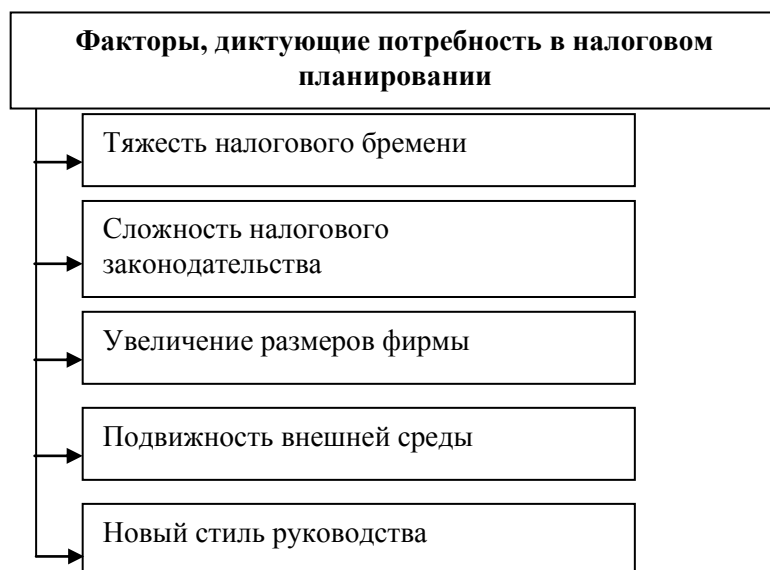 Факторы, диктующие потребность в налоговом
планировании
Тяжесть налогового бремени
Сложность налогового
законодательства
Увеличение размеров фирмы
Подвижность внешней среды
Новый стиль руководства